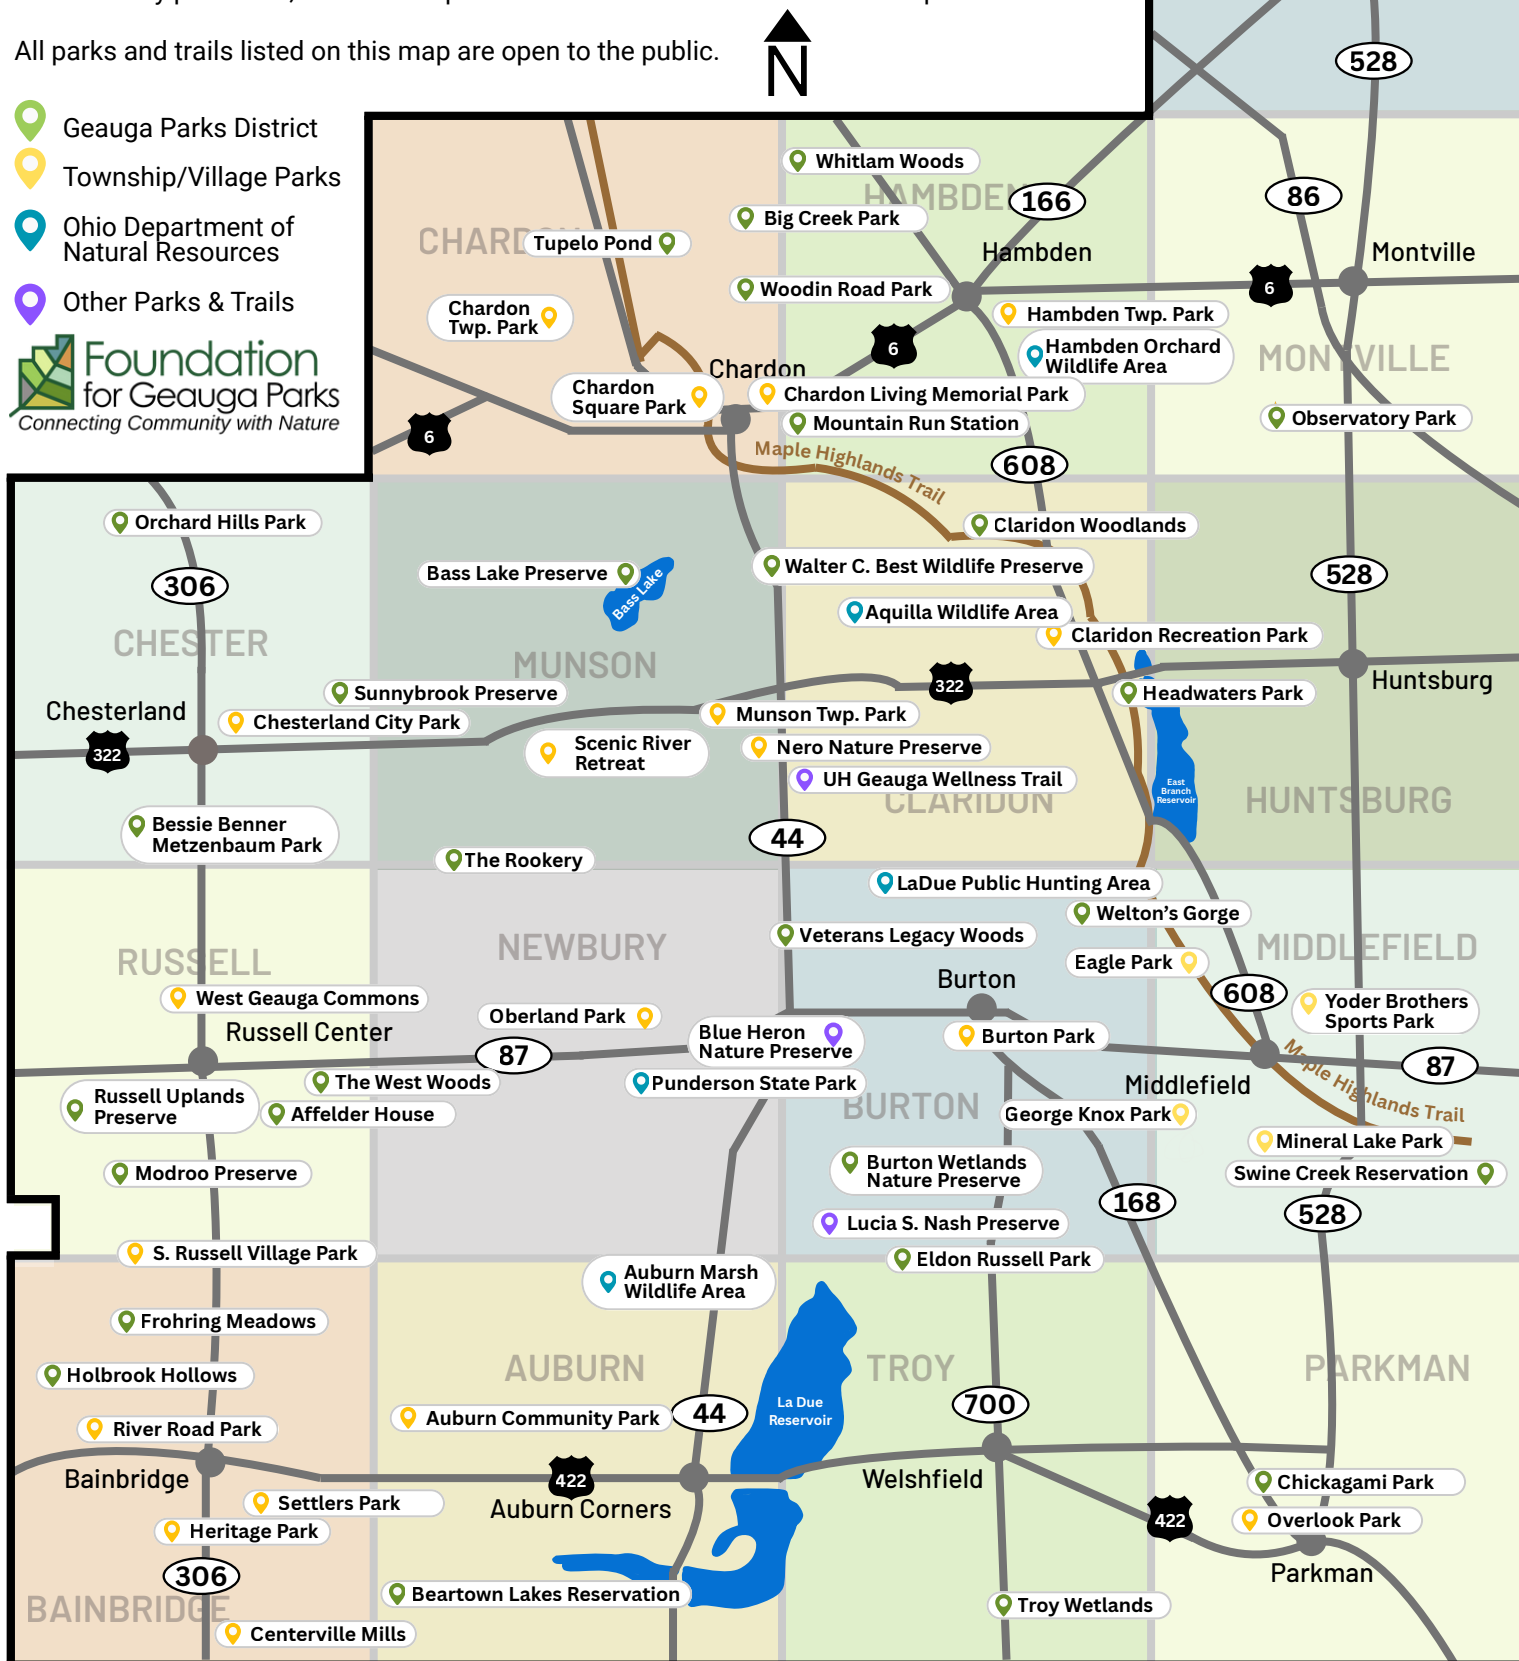 All parks and trails listed on this map are open to the public.
N
Geauga Parks District
Township/Village Parks
Ohio Department of
Natural Resources
Other Parks & Trails
Foundation
for Geauga Parks
Connecting Community with Nature
528
Whitlam Woods
HAMBDEN
166
86
Big Creek Park
CHARDON
Tupelo Pond
Hambden
Montville
Woodin Road Park
6
Chardon
Twp. Park
Hambden Twp. Park
6
Hambden Orchard
Wildlife Area
MONTVILLE
Chardon
Chardon
Square Park
Chardon Living Memorial Park
Mountain Run Station
Observatory Park
6
Maple Highlands Trail
608
Orchard Hills Park
Claridon Woodlands
306
Bass Lake Preserve
Bass Lake
Walter C. Best Wildlife Preserve
528
Aquilla Wildlife Area
CHESTER
Claridon Recreation Park
MUNSON
Huntsburg
322
Sunnybrook Preserve
Headwaters Park
Chesterland
Chesterland City Park
Munson Twp. Park
322
Scenic River
Retreat
Nero Nature Preserve
UH Geauga Wellness Trail
CLARIDON
East
Branch
Reservoir
HUNTSBURG
Bessie Benner
Metzenbaum Park
44
The Rookery
LaDue Public Hunting Area
Welton's Gorge
RUSSELL
NEWBURY
Veterans Legacy Woods
MIDDLEFIELD
Eagle Park
Burton
608
West Geauga Commons
Yoder Brothers
Sports Park
Oberland Park
Russell Center
Blue Heron
Nature Preserve
Burton Park
87
87
The West Woods
Punderson State Park
Middlefield
Maple Highlands Trail
Russell Uplands
Preserve
Affelder House
BURTON
George Knox Park
Mineral Lake Park
Modroo Preserve
Burton Wetlands
Nature Preserve
Swine Creek Reservation
168
528
Lucia S. Nash Preserve
S. Russell Village Park
Eldon Russell Park
Auburn Marsh
Wildlife Area
Frohring Meadows
Holbrook Hollows
AUBURN
TROY
PARKMAN
La Due
Reservoir
700
River Road Park
Auburn Community Park
44
Bainbridge
422
Welshfield
Chickagami Park
Settlers Park
Auburn Corners
422
Overlook Park
Heritage Park
306
Parkman
BAINBRIDGE
Beartown Lakes Reservation
Troy Wetlands
Centerville Mills